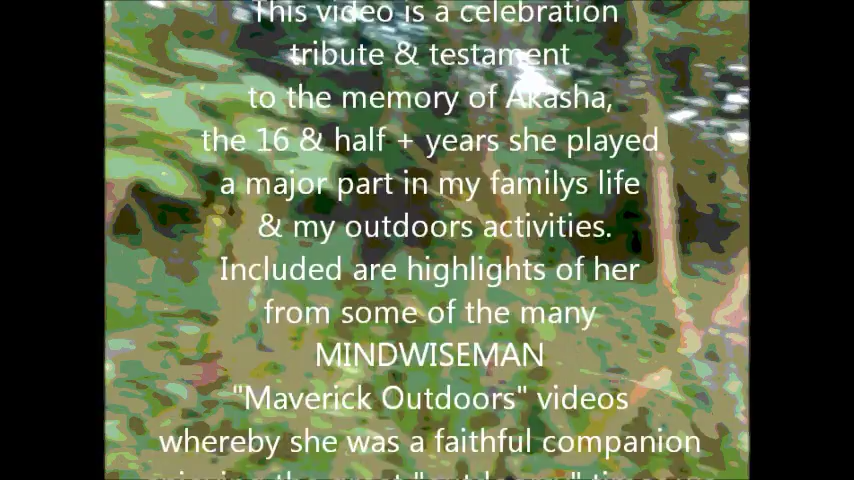 This video is a celebration
tribute & testament
to the memory of Akasha,
the 16 & half + years she played
a major part in my familys life
& my outdoors activities.
Included are highlights of her
from some of the many
MINDWISEMAN
"Maverick Outdoors" videos
whereby she was a faithful companion